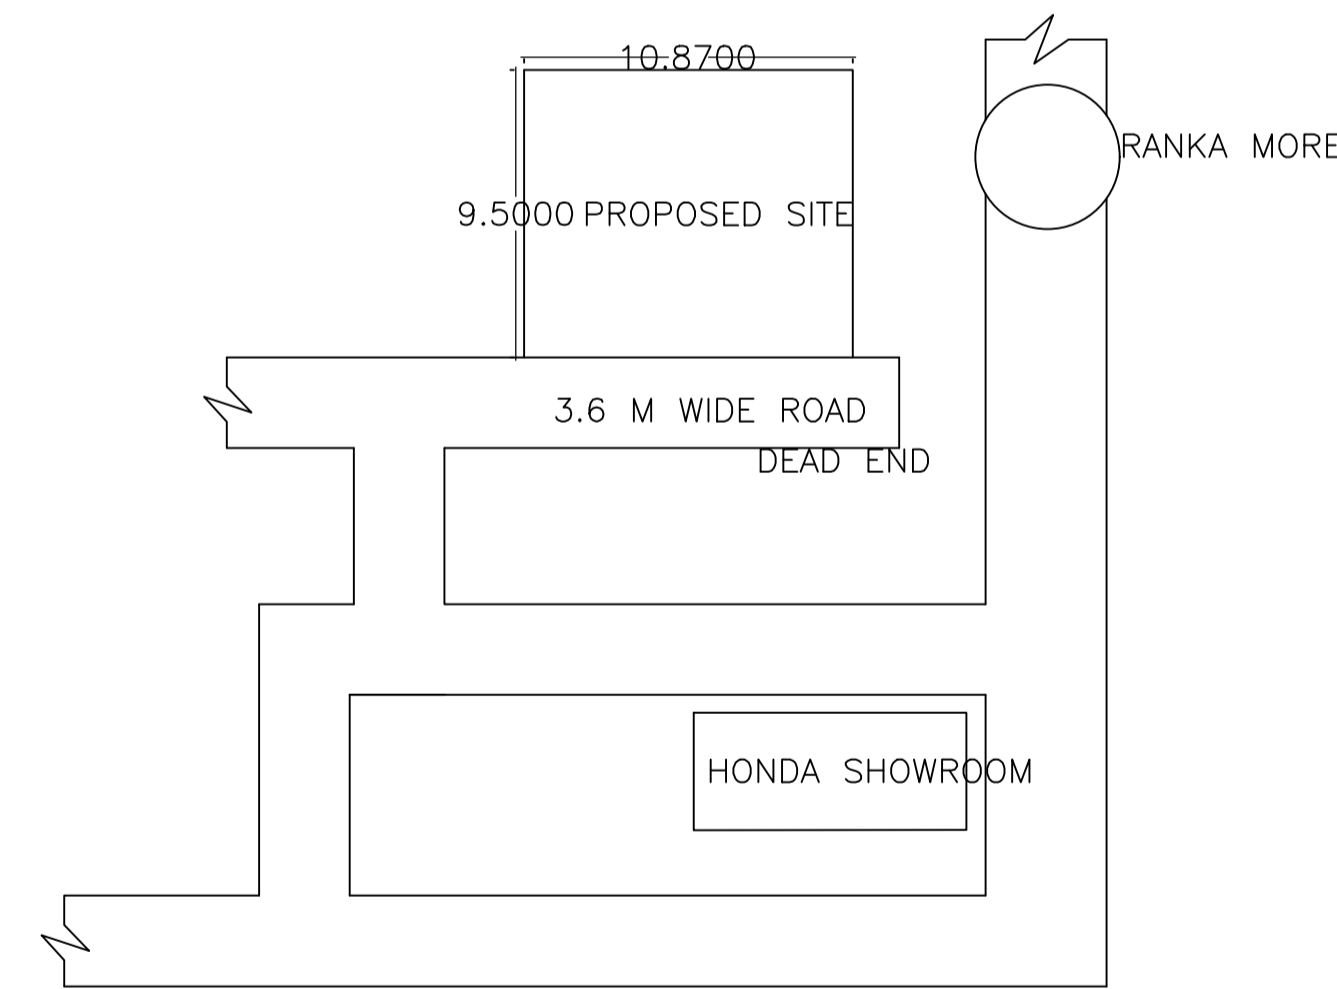 10.8700
RANKA MORE
9.5000 PROPOSED SITE
3.6 M WIDE ROAD
DEAD END
HONDA SHOWROOM